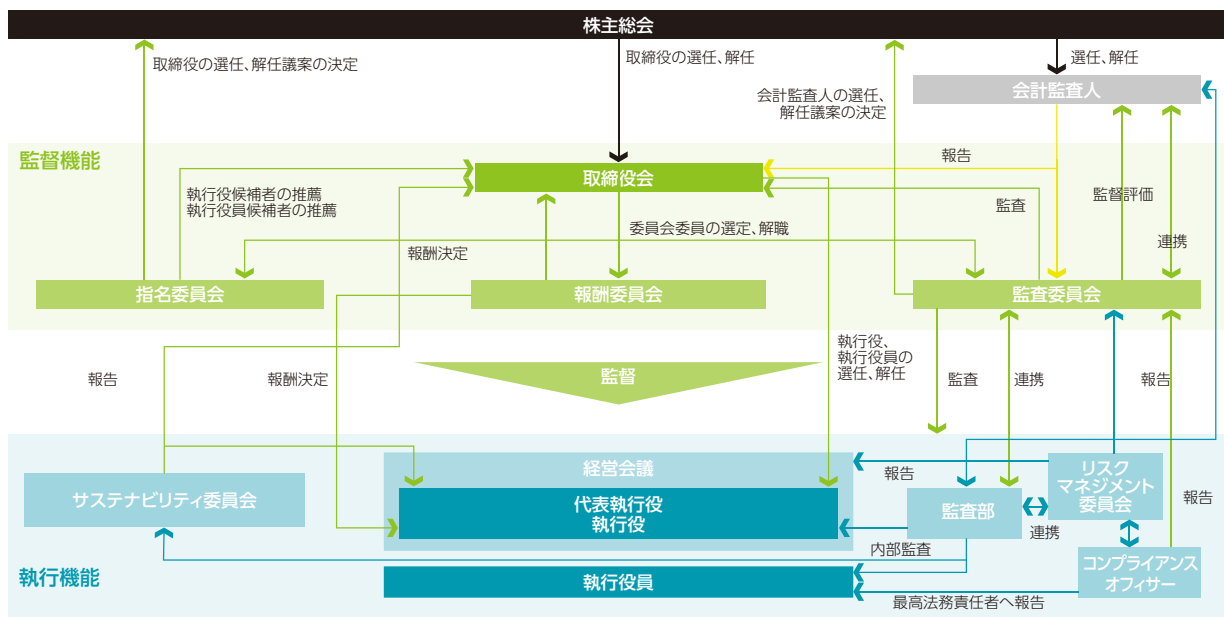 株主総会
取締役の選任、解任議案の決定
取締役の選任、解任
選任、解任
会計監査人の選任、
解任議案の決定
会計監査人
監督機能
報告
取締役会
執行役候補者の推薦
執行役員候補者の推薦
監査
監督評価
委員会委員の選定、解職
報酬決定
連携
指名委員会
報酬委員会
監査委員会
報告
報酬決定
監督
執行役、
執行役員の
選任、解任
監査
連携
報告
経営会議
報告
リスク
マネジメント
委員会
サステナビリティ委員会
代表執行役
執行役
監査部
報告
連携
内部監査
執行機能
執行役員
コンプライアンス
オフィサー
最高法務責任者へ報告